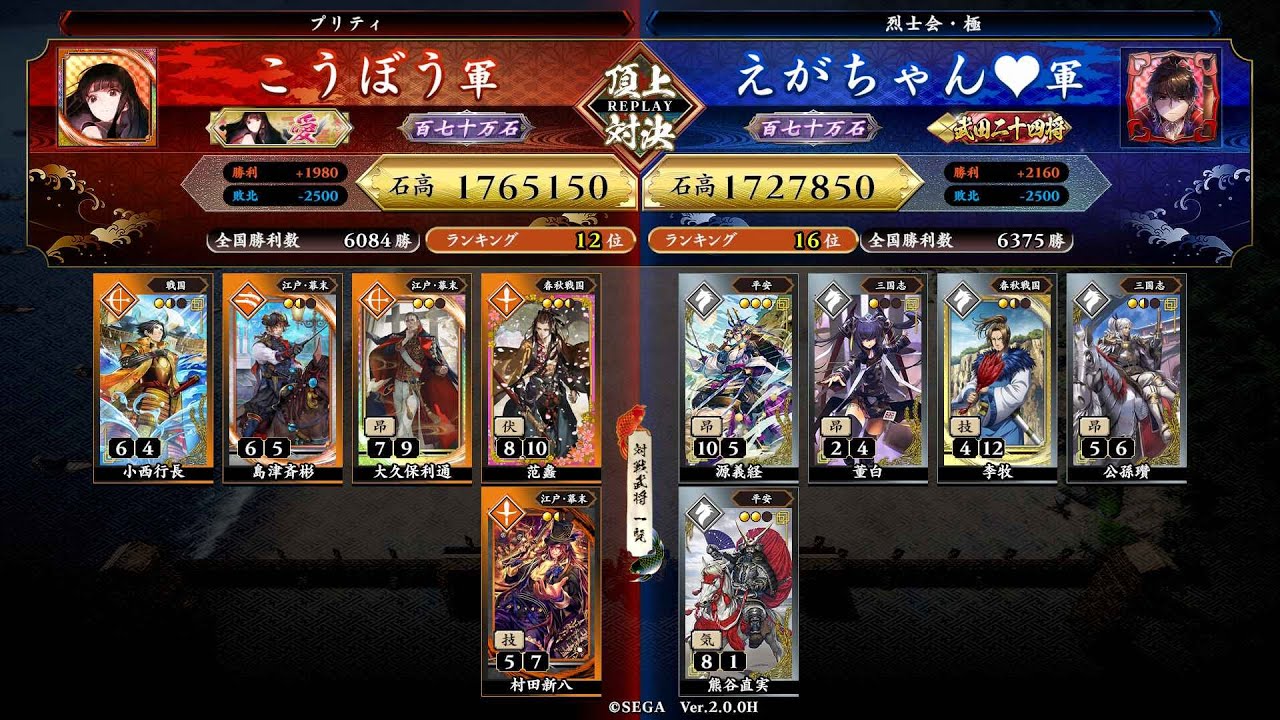 プリティ
烈士会・極
こうぼう軍
頂上
REPLAY
対決
えがちゃん♥軍
愛
百七十万石
百七十万石
武田二十四将
勝利 +1980
敗北 -2500
石高 1765150
石高 1727850
勝利 +2160
敗北 -2500
全国勝利数 6084勝
ランキング 12位
ランキング 16位
全国勝利数 6375勝
戦国
江戸・幕末
江戸・幕末
春秋戦国
平安
三国志
春秋戦国
三国志
昴
伏
昴
昴
技
昴
6 4
6 5
7 9
8 10
10 5
2 4
4 12
5 6
小西行長
島津斉彬
大久保利通
范蠡
源義経
董白
李牧
公孫瓚
対戦武将一覧
江戸・幕末
平安
技
気
5 7
8 1
村田新八
熊谷直実
©SEGA Ver.2.0.0H